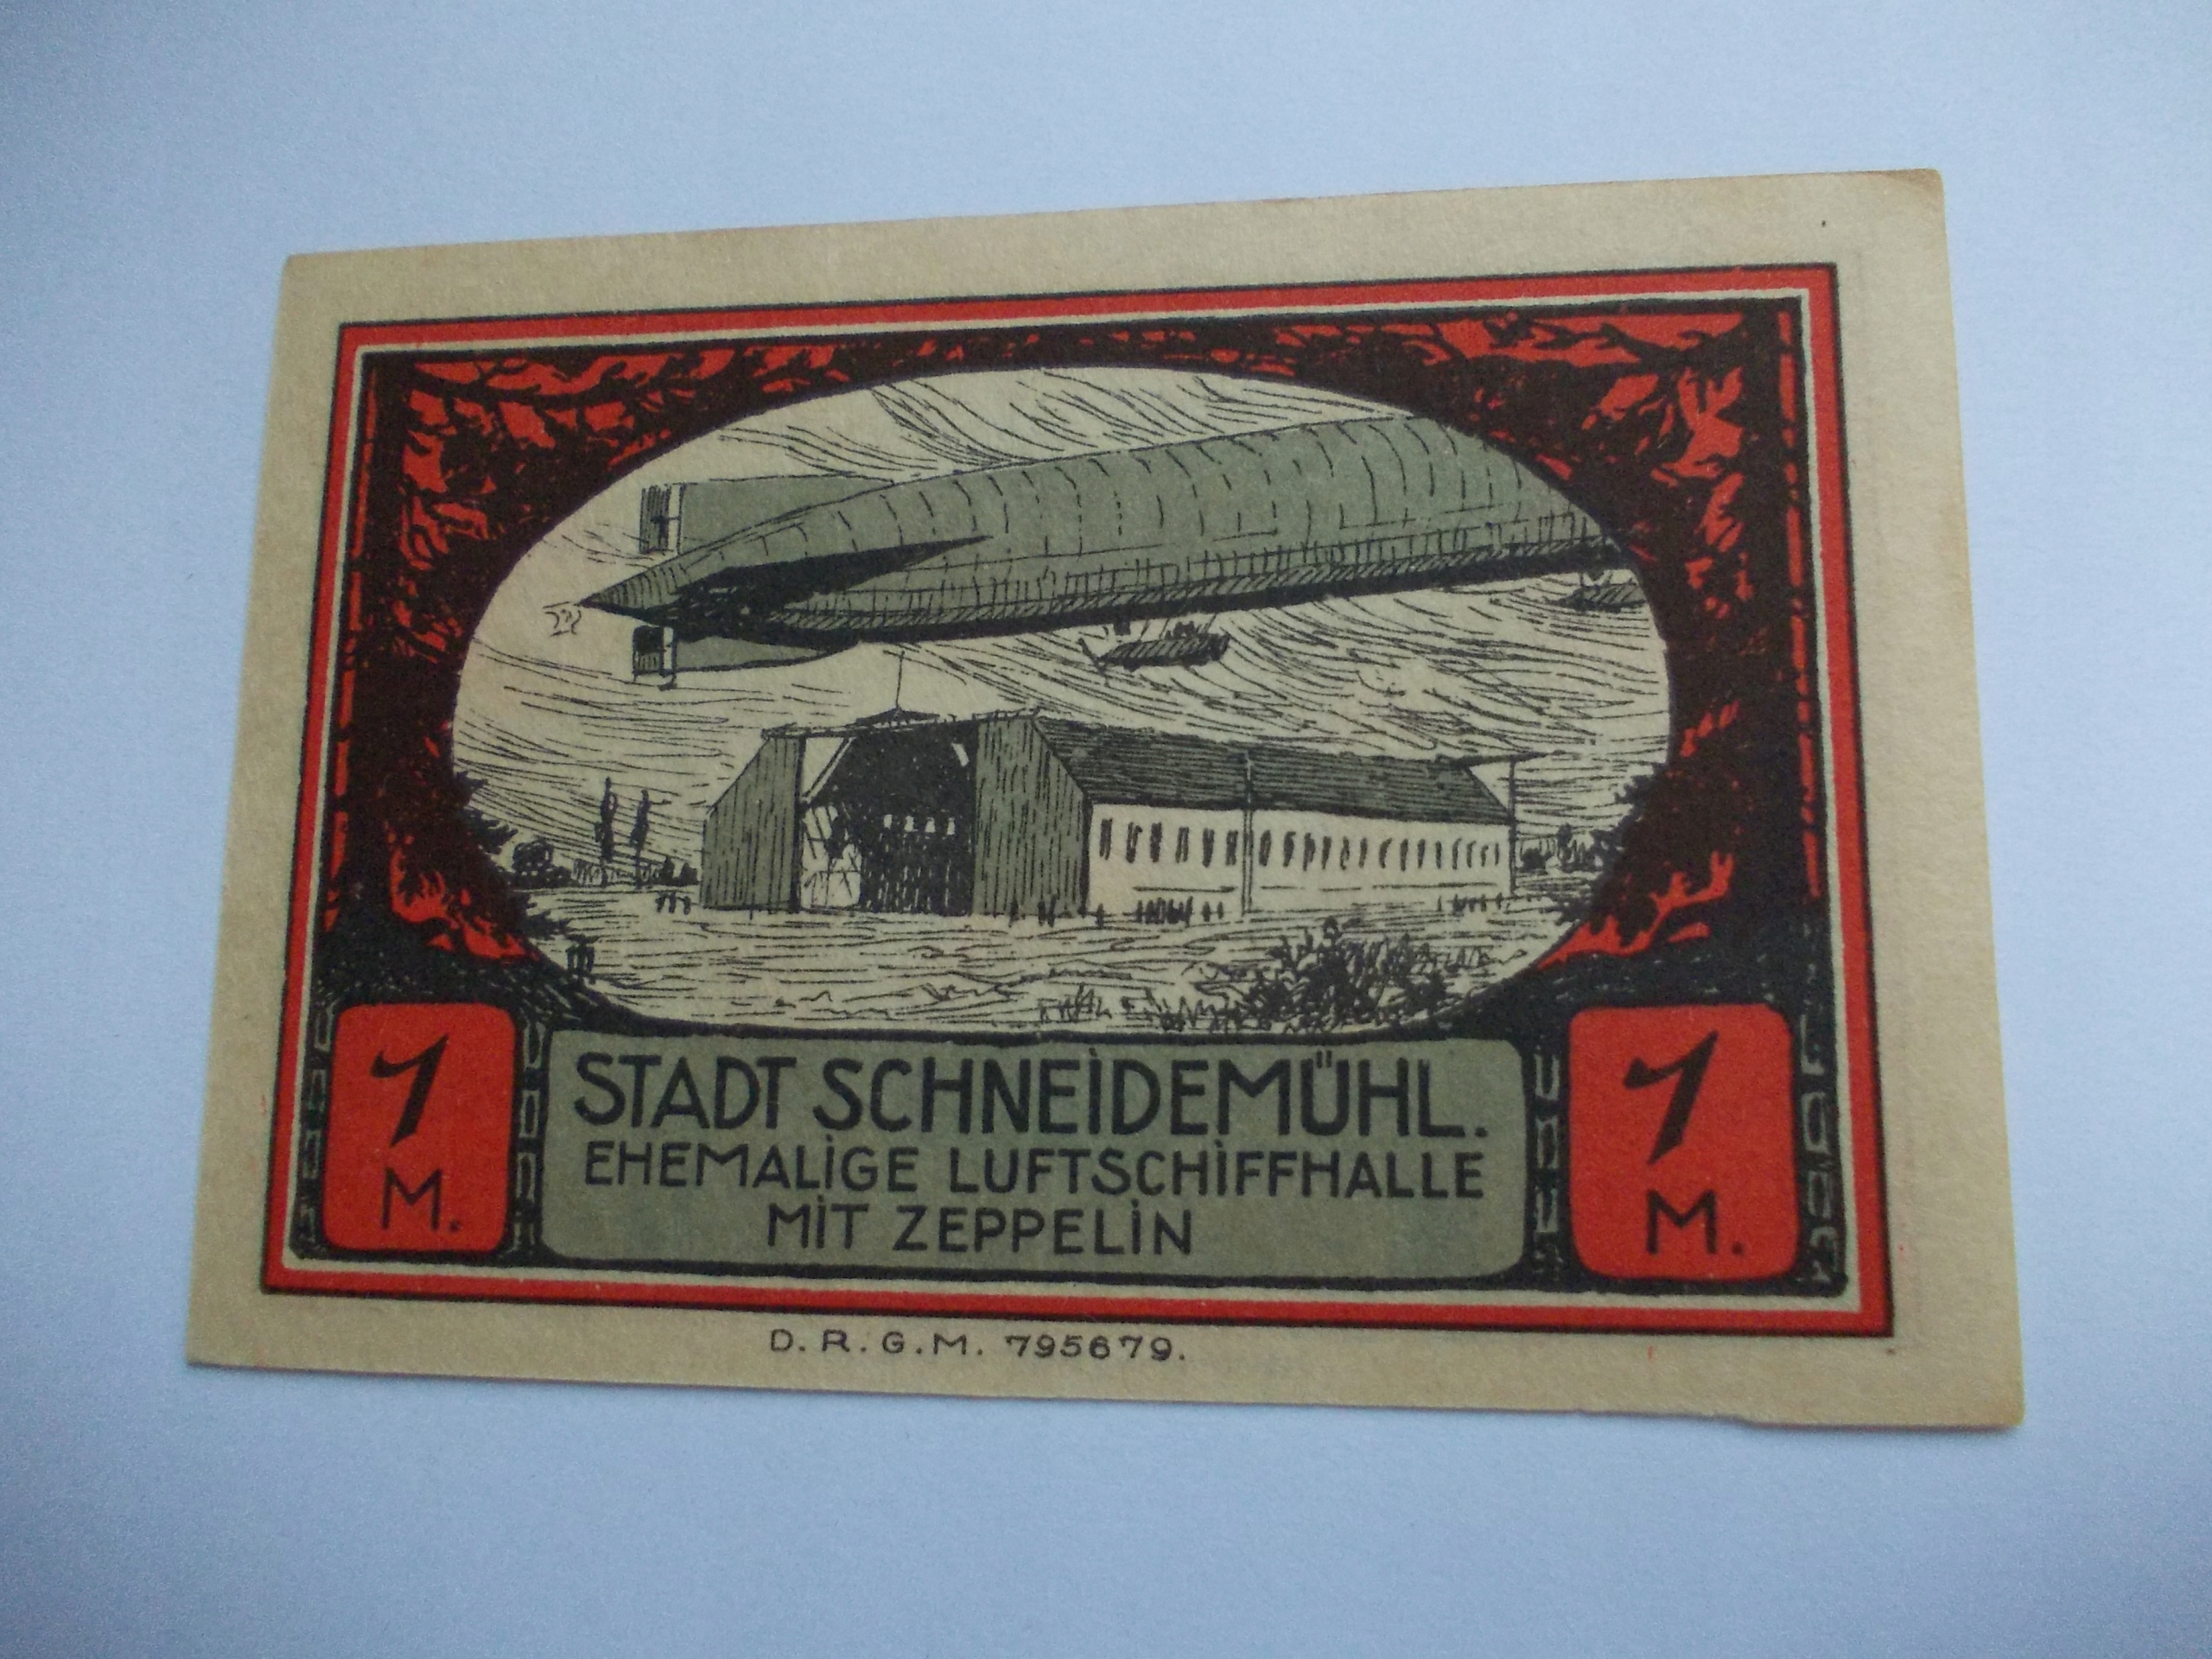 1 M.
STADT SCHNEIDEMÜHL.
EHEMALIGE LUFTSCHIFFHALLE
MIT ZEPPELIN
1 M.
D.R.G.M. 795679.